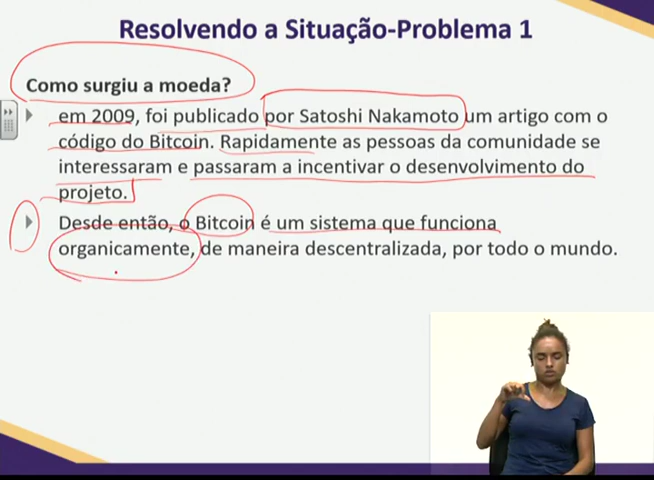 Resolvendo a Situação-Problema 1
Como surgiu a moeda?
em 2009, foi publicado por Satoshi Nakamoto um artigo com o
código do Bitcoin. Rapidamente as pessoas da comunidade se
interessaram e passaram a incentivar o desenvolvimento do
projeto.
Desde então, o Bitcoin é um sistema que funciona
organicamente, de maneira descentralizada, por todo o mundo.